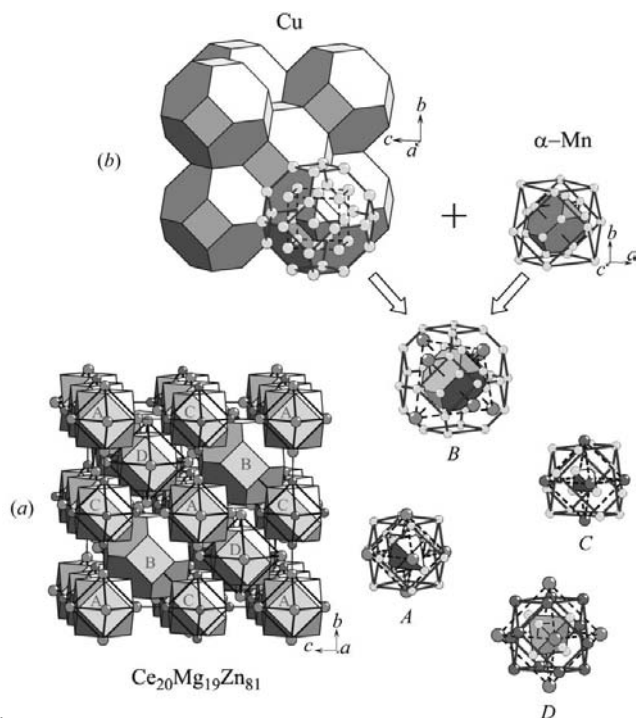 Cu
b
c
a
(b)
α–Mn
+
b
c
a
B
A C A
D B
C A C
(a)
B D
A C A
b
c
a
Ce20Mg19Zn81
A
C
D